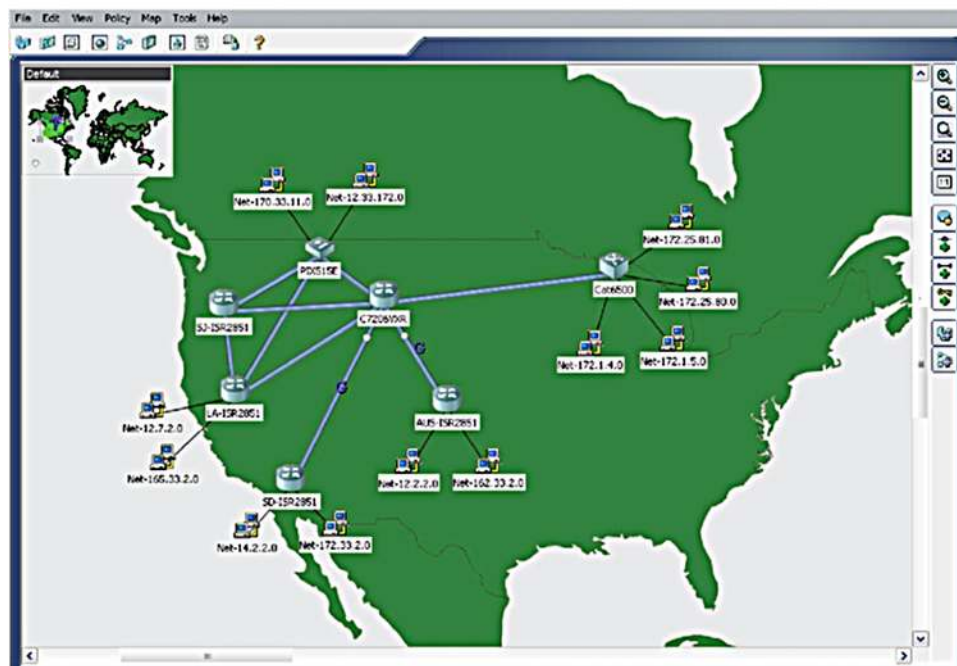 File Edit View Policy Map Tools Help
Default
Net-170.33.11.0
Net-12.33.172.0
Net-172.25.81.0
PIX515E
Cat6500
Net-172.25.80.0
C7206VXR
SJ-ISR2851
Net-172.1.4.0
Net-172.1.5.0
LA-ISR2851
Net-12.7.2.0
AUS-ISR2851
Net-165.33.2.0
Net-12.2.2.0
Net-162.33.2.0
SD-ISR2851
Net-14.2.2.0
Net-172.33.2.0